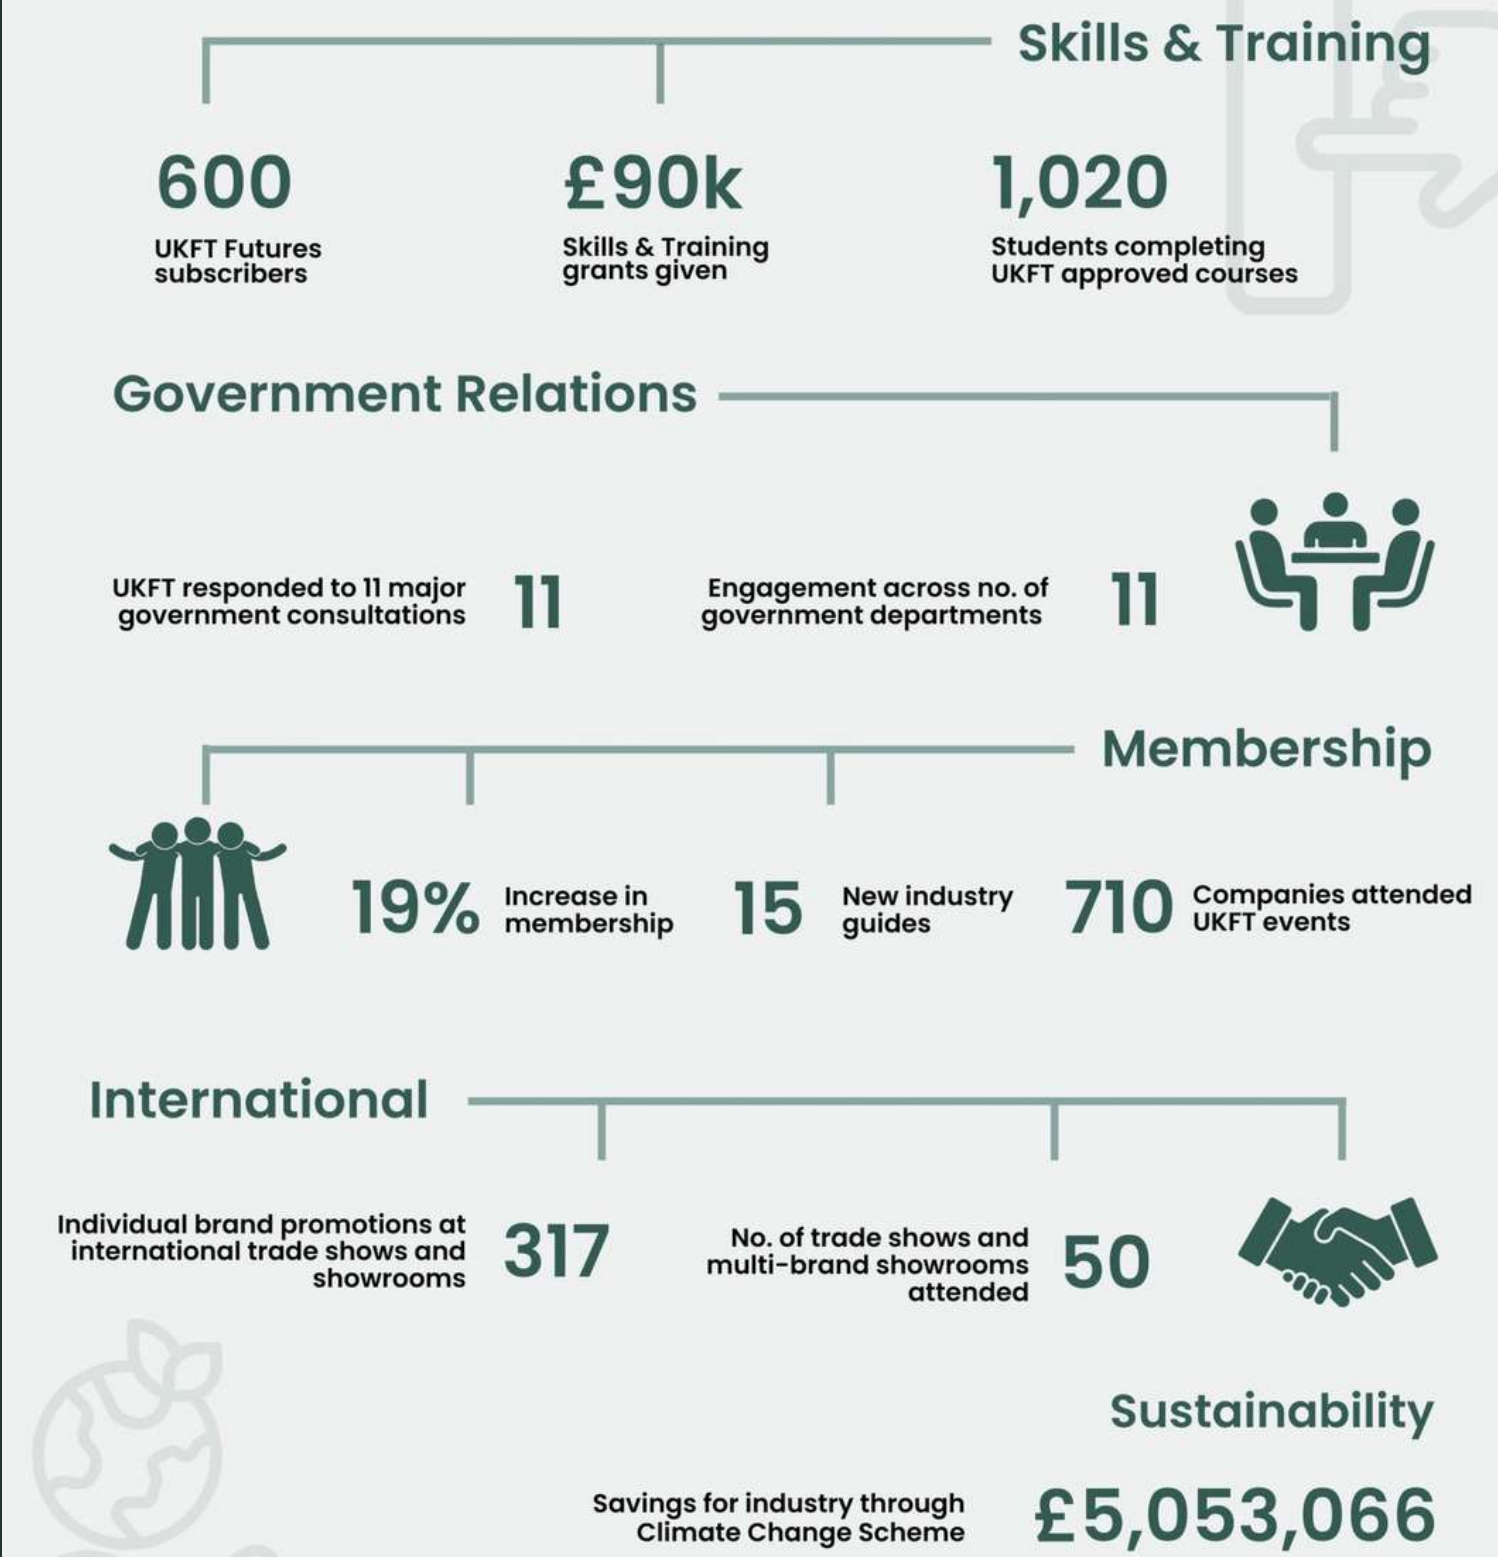 Skills & Training
600
UKFT Futures
subscribers
£90k
Skills & Training
grants given
1,020
Students completing
UKFT approved courses
Government Relations
UKFT responded to 11 major
government consultations
11
Engagement across no. of
government departments
11
Membership
19%
Increase in
membership
15
New industry
guides
710
Companies attended
UKFT events
International
Individual brand promotions at
international trade shows and
showrooms
317
No. of trade shows and
multi-brand showrooms
attended
50
Sustainability
Savings for industry through
Climate Change Scheme
£5,053,066